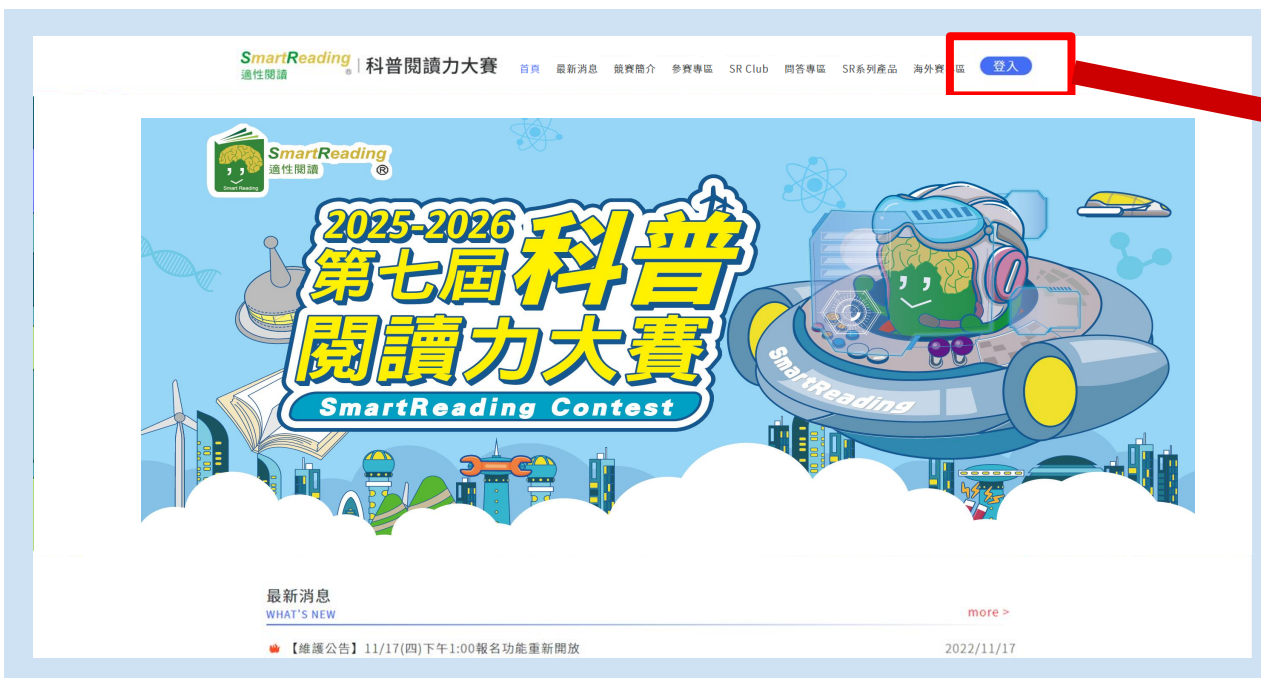 SmartReading
適性閱讀
®
科普閱讀力大賽
首頁 最新消息 競賽簡介 參賽專區 SR Club 問答專區 SR系列產品 海外賽專區 登入
SmartReading
適性閱讀
®
Smart Reading
2025-2026
第七屆科普
閱讀力大賽
SmartReading Contest
SmartReading
最新消息
WHAT'S NEW
more >
【維護公告】11/17(四)下午1:00報名功能重新開放 2022/11/17